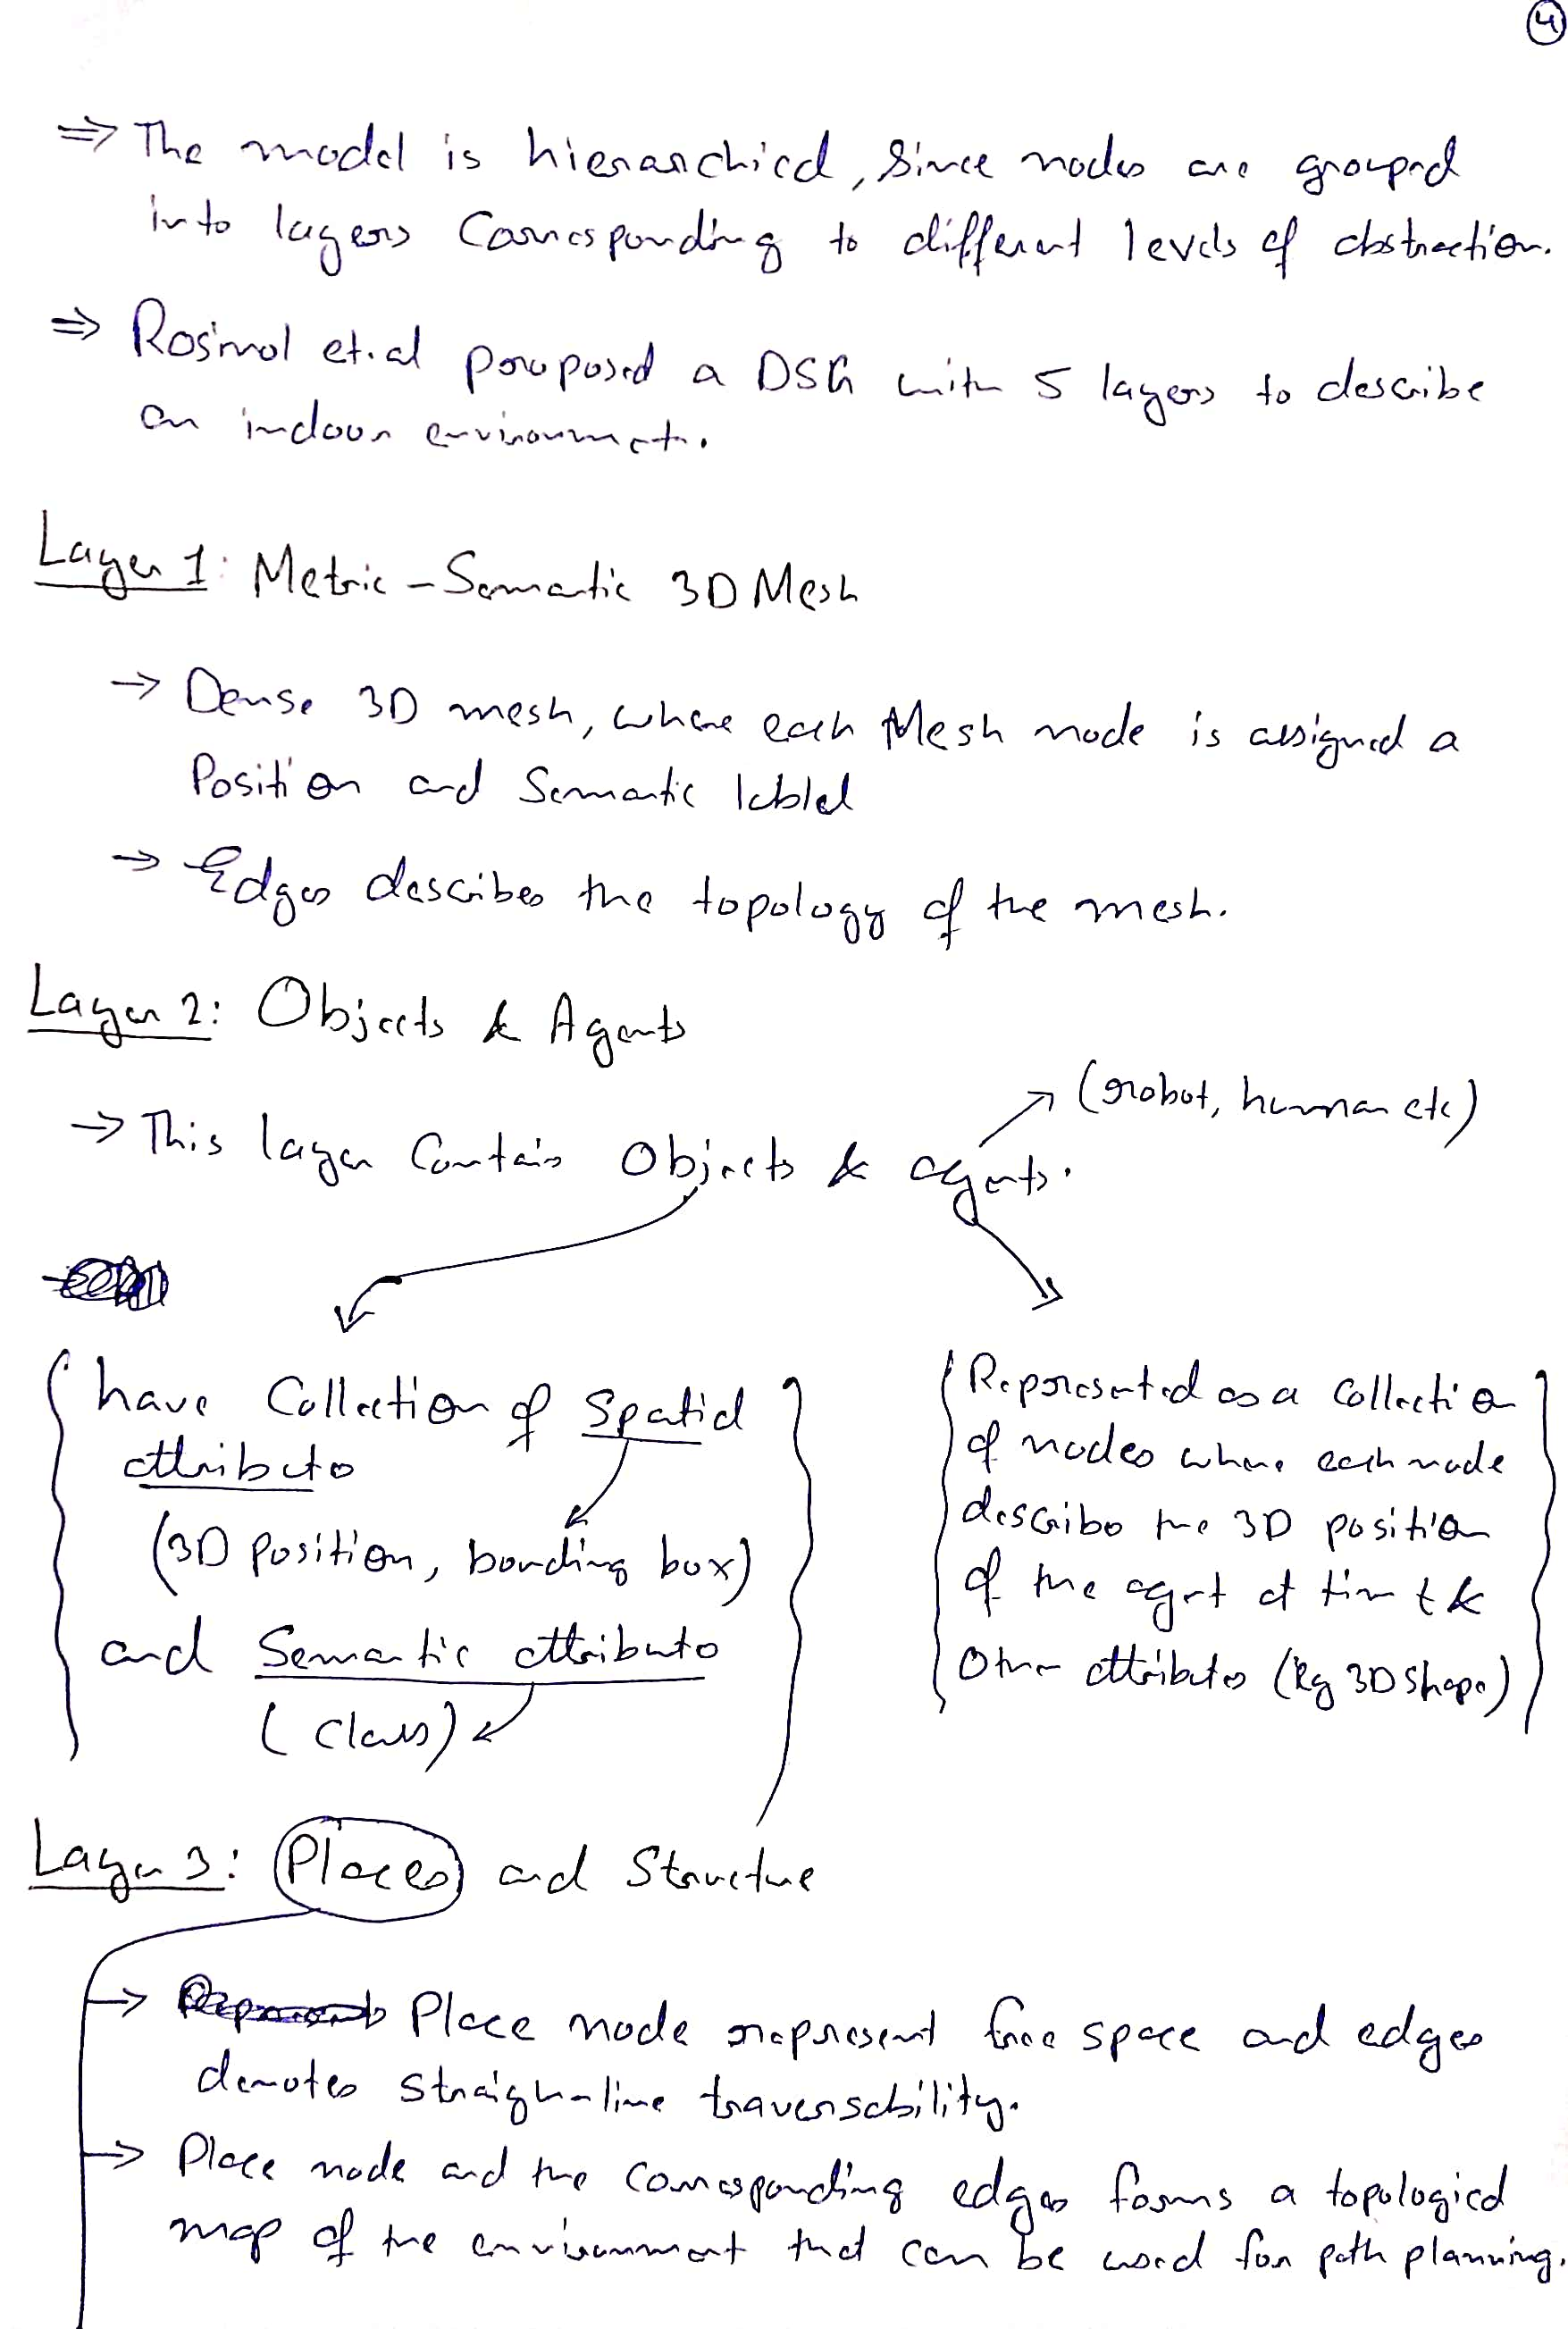 4
⇒ The model is hierarchical, Since nodes are grouped
into layers Corresponding to different levels of abstraction.
⇒ Rosinol et.al proposed a DSG with 5 layers to describe
an indoor environment.
Layer 1: Metric-Semantic 3D Mesh
→ Dense 3D mesh, where each Mesh node is assigned a
Position and Semantic lablel
→ Edges describes the topology of the mesh.
Layer 2: Objects & Agents
(robot, human etc)
→ This layer Contains Objects & agents.
have Collection of Spatial
attributes
(3D Position, bonding box)
and Semantic attributes
(Class)
Represented as a Collection
of nodes where each node
describes the 3D position
of the agent at time t &
Other attributes (Eg 3D Shape)
Layer 3: Places and Structure
→ Place node represent free space and edges
denotes straigh-line traversability.
→ Place node and the corresponding edges forms a topological
map of the environment that can be used for path planning.